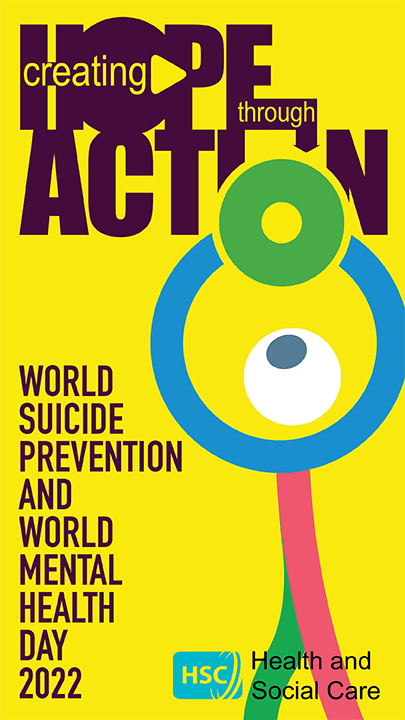 creating HOPE
through
ACTION
WORLD
SUICIDE
PREVENTION
AND
WORLD
MENTAL
HEALTH
DAY
2022
HSC Health and
Social Care